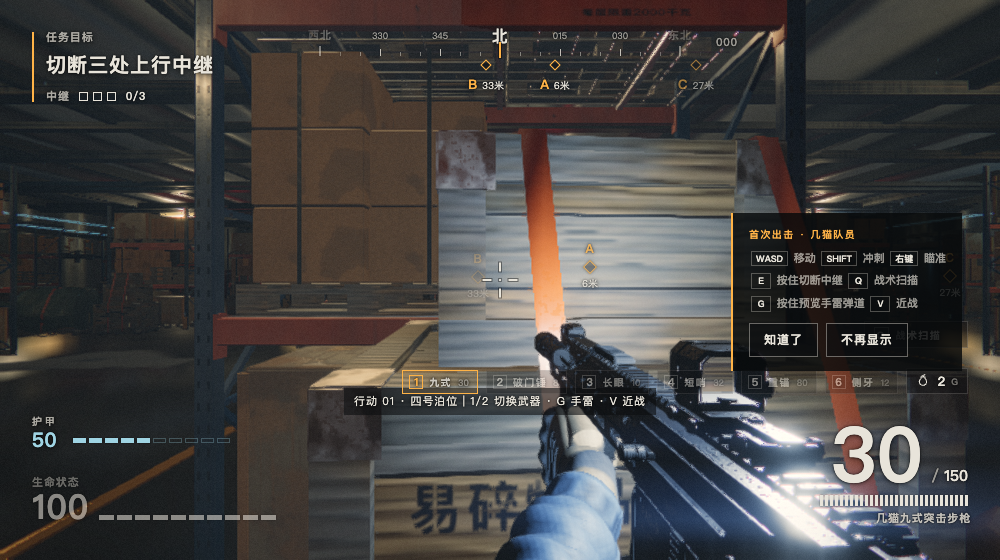 任务目标
切断三处上行中继
中继 0/3
西北 330 345 北 015 030 东北 000
B 33米 A 6米 C 27米
B
33米
A
6米
C
27米
首次出击 · 几猫队员
WASD 移动 SHIFT 冲刺 右键 瞄准
E 按住切断中继 Q 战术扫描
G 按住预览手雷弹道 V 近战
知道了 不再显示
1 九式 30 2 破门 3 长眼 4 短哨 5 80 6 侧牙 12 2 G
行动 01 · 四号泊位 | 1/2 切换武器 · G 手雷 · V 近战
护甲
50
生命状态
100
30 / 150
几猫九式突击步枪
易碎